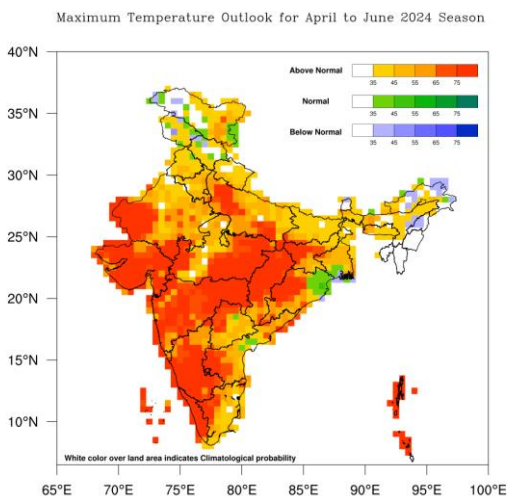 Maximum Temperature Outlook for April to June 2024 Season
40°N
Above Normal
35 45 55 65 75
35°N
Normal
35 45 55 65 75
Below Normal
35 45 55 65 75
30°N
25°N
20°N
15°N
10°N
White color over land area indicates Climatological probability
65°E 70°E 75°E 80°E 85°E 90°E 95°E 100°E